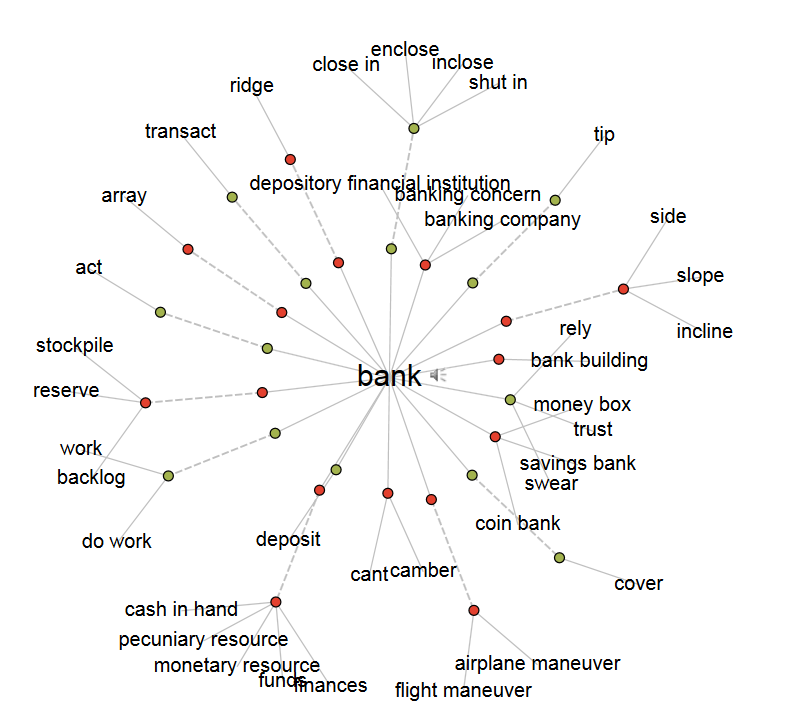 enclose
close in
inclose
shut in
ridge
transact
tip
depository financial institution
banking concern
array
banking company
side
act
slope
rely
incline
stockpile
bank building
bank
reserve
money box
trust
work
savings bank
backlog
swear
coin bank
do work
deposit
cant
camber
cover
cash in hand
pecuniary resource
monetary resource
airplane maneuver
funds
finances
flight maneuver